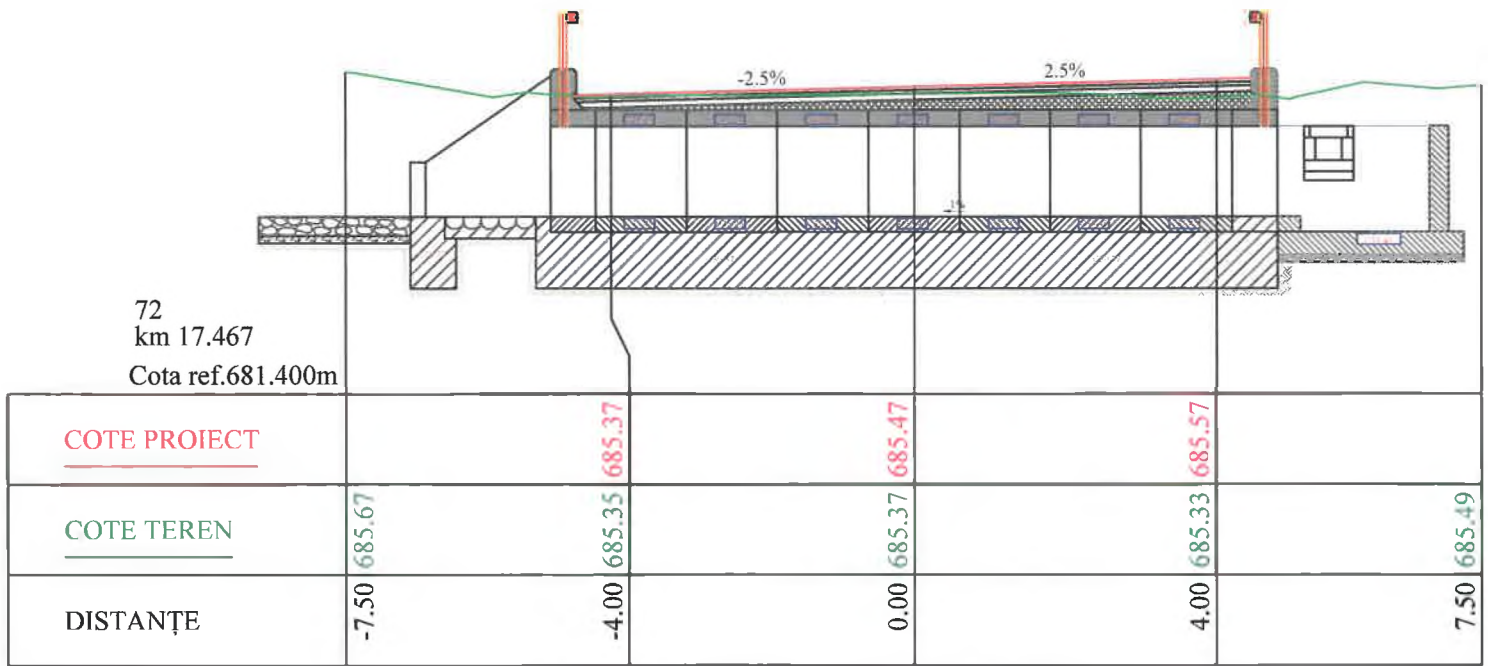 -2.5% 2.5%
1%
72
km 17.467
Cota ref.681.400m
COTE PROIECT 685.37 685.47 685.57
COTE TEREN 685.67 685.35 685.37 685.33 685.49
DISTANȚE -7.50 -4.00 0.00 4.00 7.50